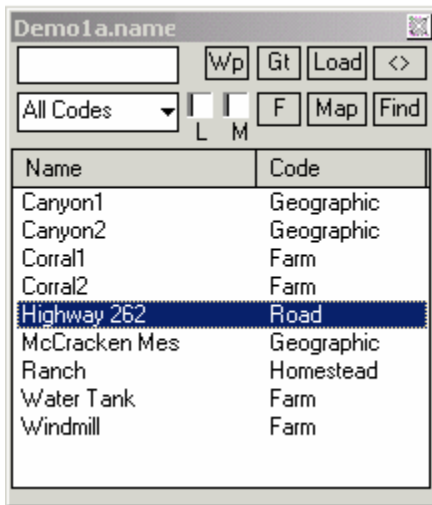 Demo1a.name
Wp Gt Load <>
All Codes F Map Find
L M
Name Code
Canyon1 Geographic
Canyon2 Geographic
Corral1 Farm
Corral2 Farm
Highway 262 Road
McCracken Mes Geographic
Ranch Homestead
Water Tank Farm
Windmill Farm